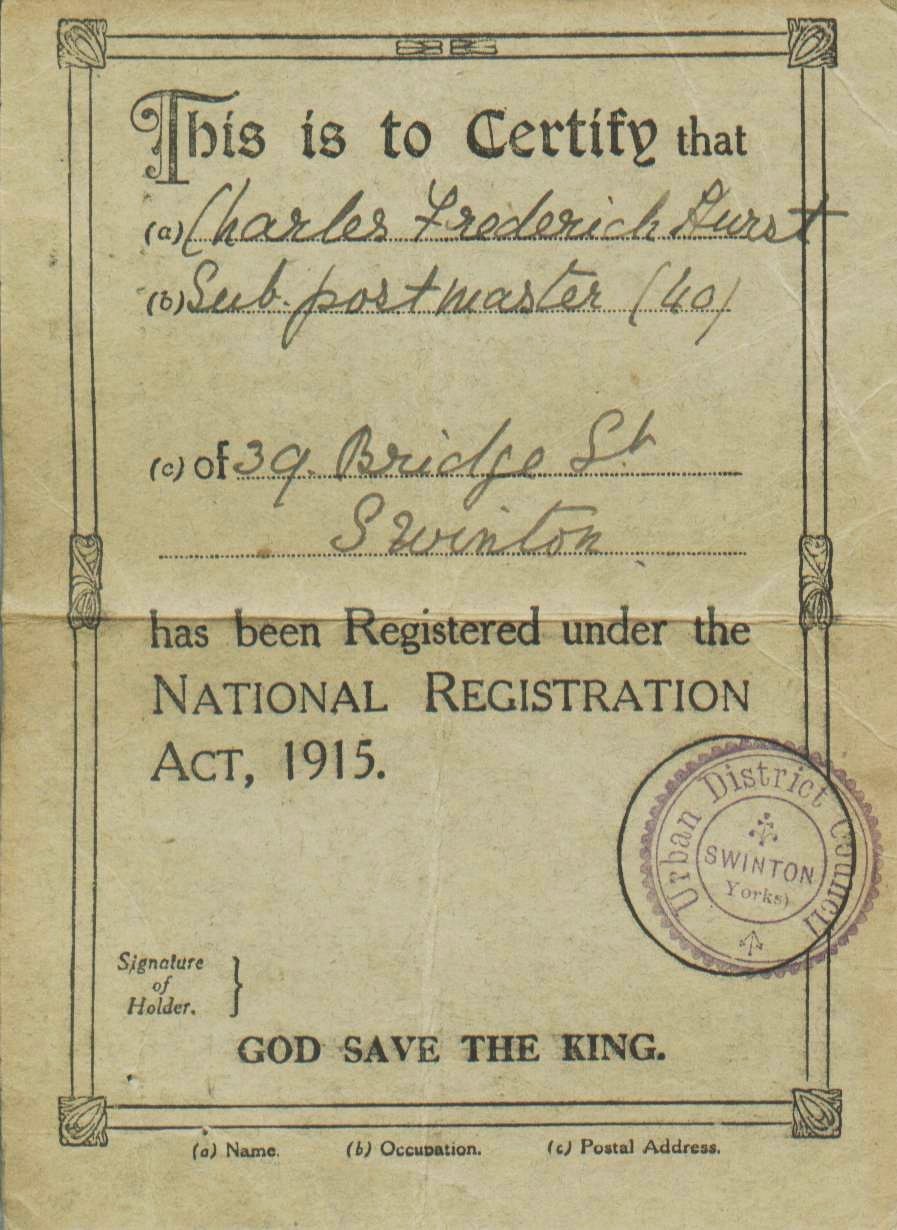 This is to Certify that
(a) Charles Frederick Hurst
(b) Sub-postmaster (40)
(c) of 39. Bridge St
Swinton
has been Registered under the
NATIONAL REGISTRATION
ACT, 1915.
Urban District Council
SWINTON
Yorks)
Signature
of
Holder. }
GOD SAVE THE KING.
(a) Name. (b) Occupation. (c) Postal Address.